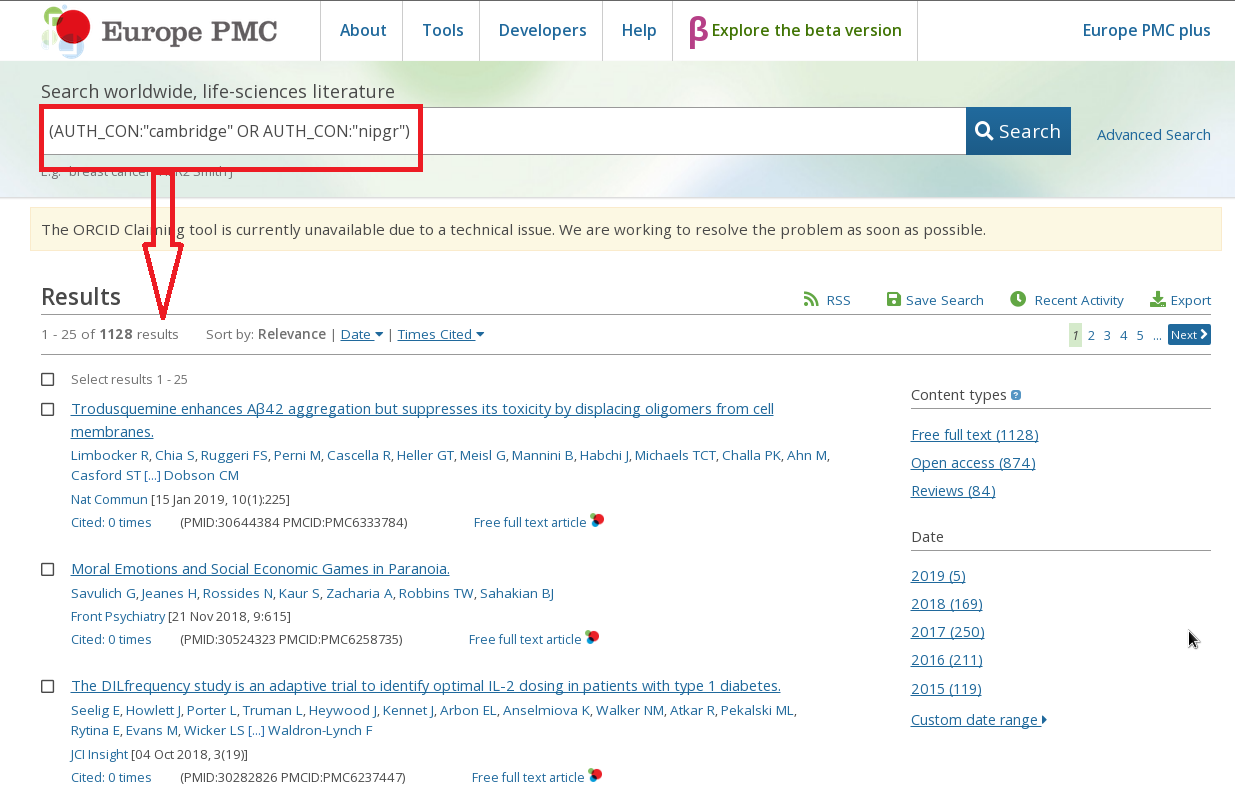 Europe PMC
About
Tools
Developers
Help
β Explore the beta version
Europe PMC plus
Search worldwide, life-sciences literature
(AUTH_CON:"cambridge" OR AUTH_CON:"nipgr")
Search
Advanced Search
E.g. "breast cancer" Smith J
The ORCID Claiming tool is currently unavailable due to a technical issue. We are working to resolve the problem as soon as possible.
Results
RSS
Save Search
Recent Activity
Export
1 - 25 of 1128 results
Sort by: Relevance | Date | Times Cited
1 2 3 4 5 ... Next
Select results 1 - 25
Trodusquemine enhances Aβ42 aggregation but suppresses its toxicity by displacing oligomers from cell
membranes.
Limbocker R, Chia S, Ruggeri FS, Perni M, Cascella R, Heller GT, Meisl G, Mannini B, Habchi J, Michaels TCT, Challa PK, Ahn M,
Casford ST [...] Dobson CM
Nat Commun [15 Jan 2019, 10(1):225]
Cited: 0 times (PMID:30644384 PMCID:PMC6333784) Free full text article
Moral Emotions and Social Economic Games in Paranoia.
Savulich G, Jeanes H, Rossides N, Kaur S, Zacharia A, Robbins TW, Sahakian BJ
Front Psychiatry [21 Nov 2018, 9:615]
Cited: 0 times (PMID:30524323 PMCID:PMC6258735) Free full text article
The DILfrequency study is an adaptive trial to identify optimal IL-2 dosing in patients with type 1 diabetes.
Seelig E, Howlett J, Porter L, Truman L, Heywood J, Kennet J, Arbon EL, Anselmiova K, Walker NM, Atkar R, Pekalski ML,
Rytina E, Evans M, Wicker LS [...] Waldron-Lynch F
JCI Insight [04 Oct 2018, 3(19)]
Cited: 0 times (PMID:30282826 PMCID:PMC6237447) Free full text article
Content types ?
Free full text (1128)
Open access (874)
Reviews (84)
Date
2019 (5)
2018 (169)
2017 (250)
2016 (211)
2015 (119)
Custom date range